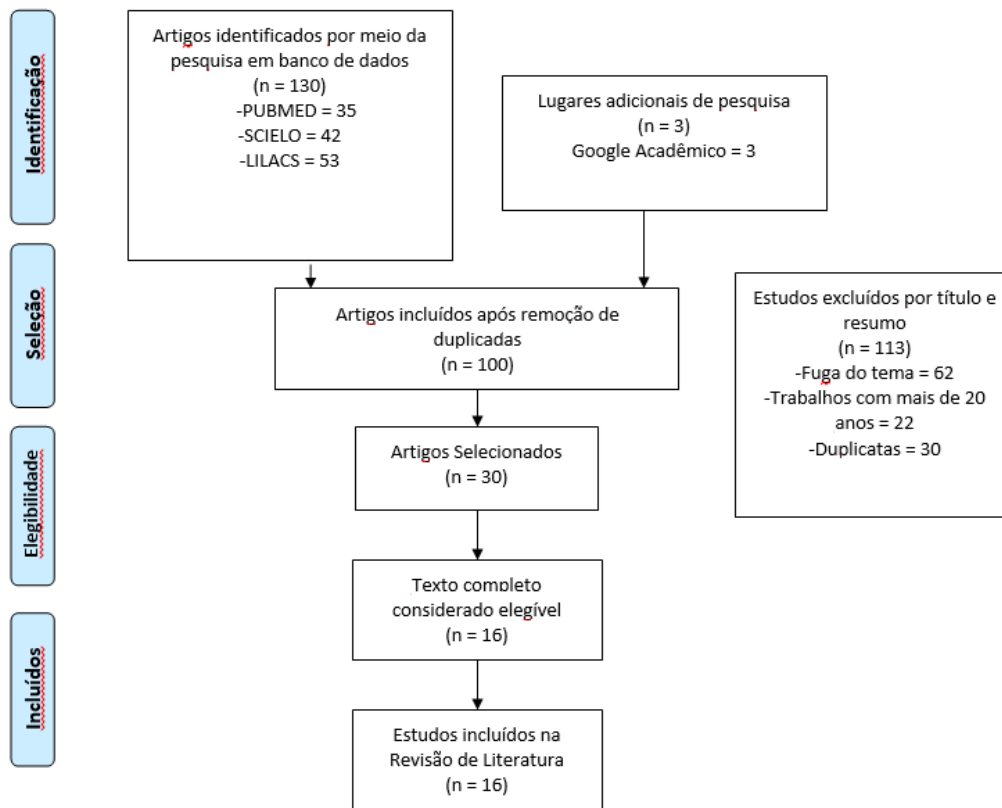 Identificação
Artigos identificados por meio da
pesquisa em banco de dados
(n = 130)
-PUBMED = 35
-SCIELO = 42
-LILACS = 53
Lugares adicionais de pesquisa
(n = 3)
Google Acadêmico = 3
Seleção
Artigos incluídos após remoção de
duplicadas
(n = 100)
Estudos excluídos por título e
resumo
(n = 113)
-Fuga do tema = 62
-Trabalhos com mais de 20
anos = 22
-Duplicatas = 30
Elegibilidade
Artigos Selecionados
(n = 30)
Texto completo
considerado elegível
(n = 16)
Incluídos
Estudos incluídos na
Revisão de Literatura
(n = 16)